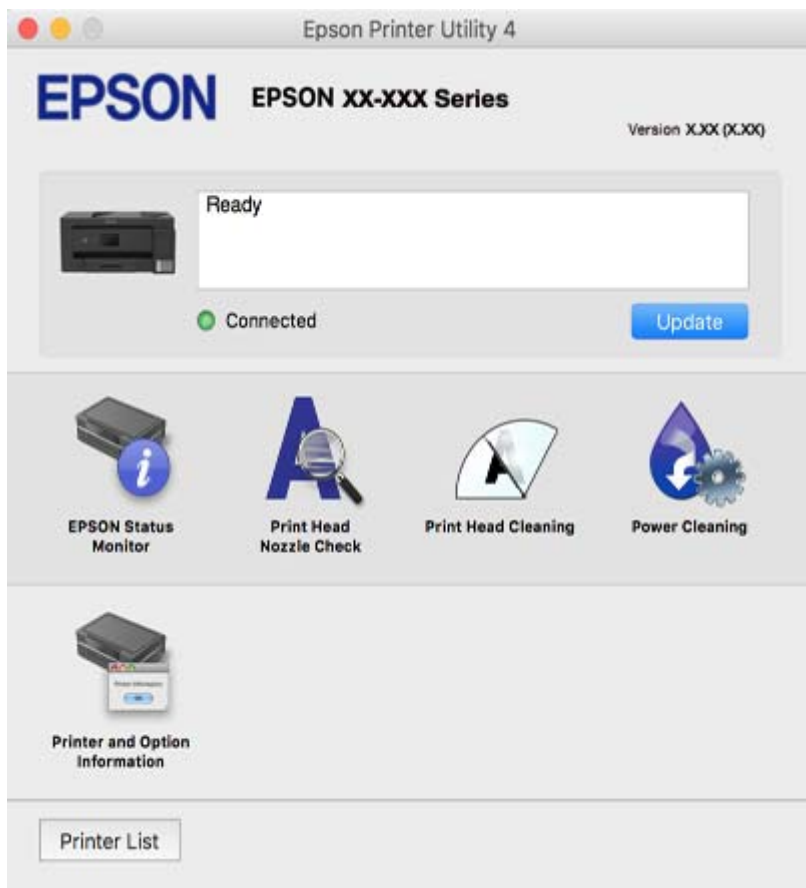 Epson Printer Utility 4
EPSON
EPSON XX-XXX Series
Version X.XX (X.XX)
Ready
Connected
Update
EPSON Status
Monitor
Print Head
Nozzle Check
Print Head Cleaning
Power Cleaning
Printer and Option
Information
Printer List